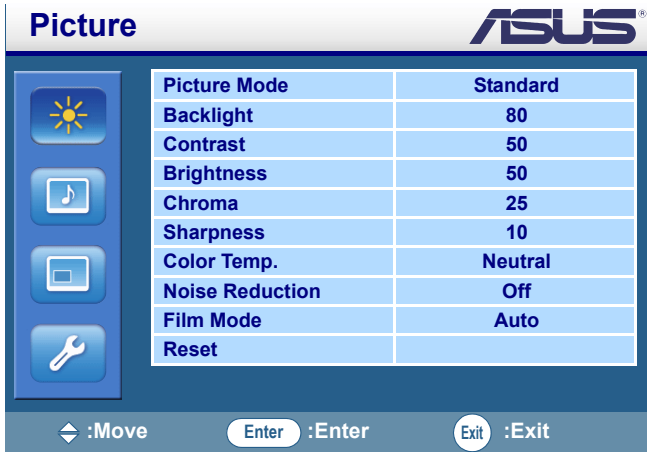 Picture
ASUS®
Picture Mode Standard
Backlight 80
Contrast 50
Brightness 50
Chroma 25
Sharpness 10
Color Temp. Neutral
Noise Reduction Off
Film Mode Auto
Reset
:Move Enter :Enter Exit :Exit